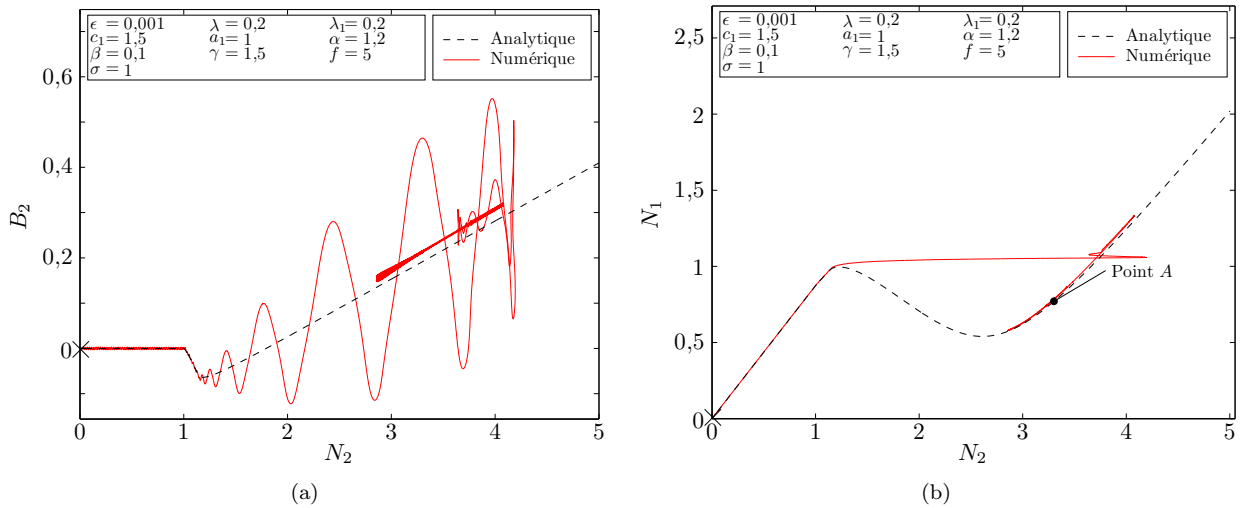 ϵ = 0,001 λ = 0,2 λ₁= 0,2
c₁= 1,5 a₁= 1 α = 1,2
β = 0,1 γ = 1,5 f = 5
σ = 1
Analytique
Numérique
0,6
0,4
0,2
0
B₂
0 1 2 3 4 5
N₂
(a)
ϵ = 0,001 λ = 0,2 λ₁= 0,2
c₁= 1,5 a₁= 1 α = 1,2
β = 0,1 γ = 1,5 f = 5
σ = 1
Analytique
Numérique
2,5
2
1,5
1
0,5
0
N₁
Point A
0 1 2 3 4 5
N₂
(b)